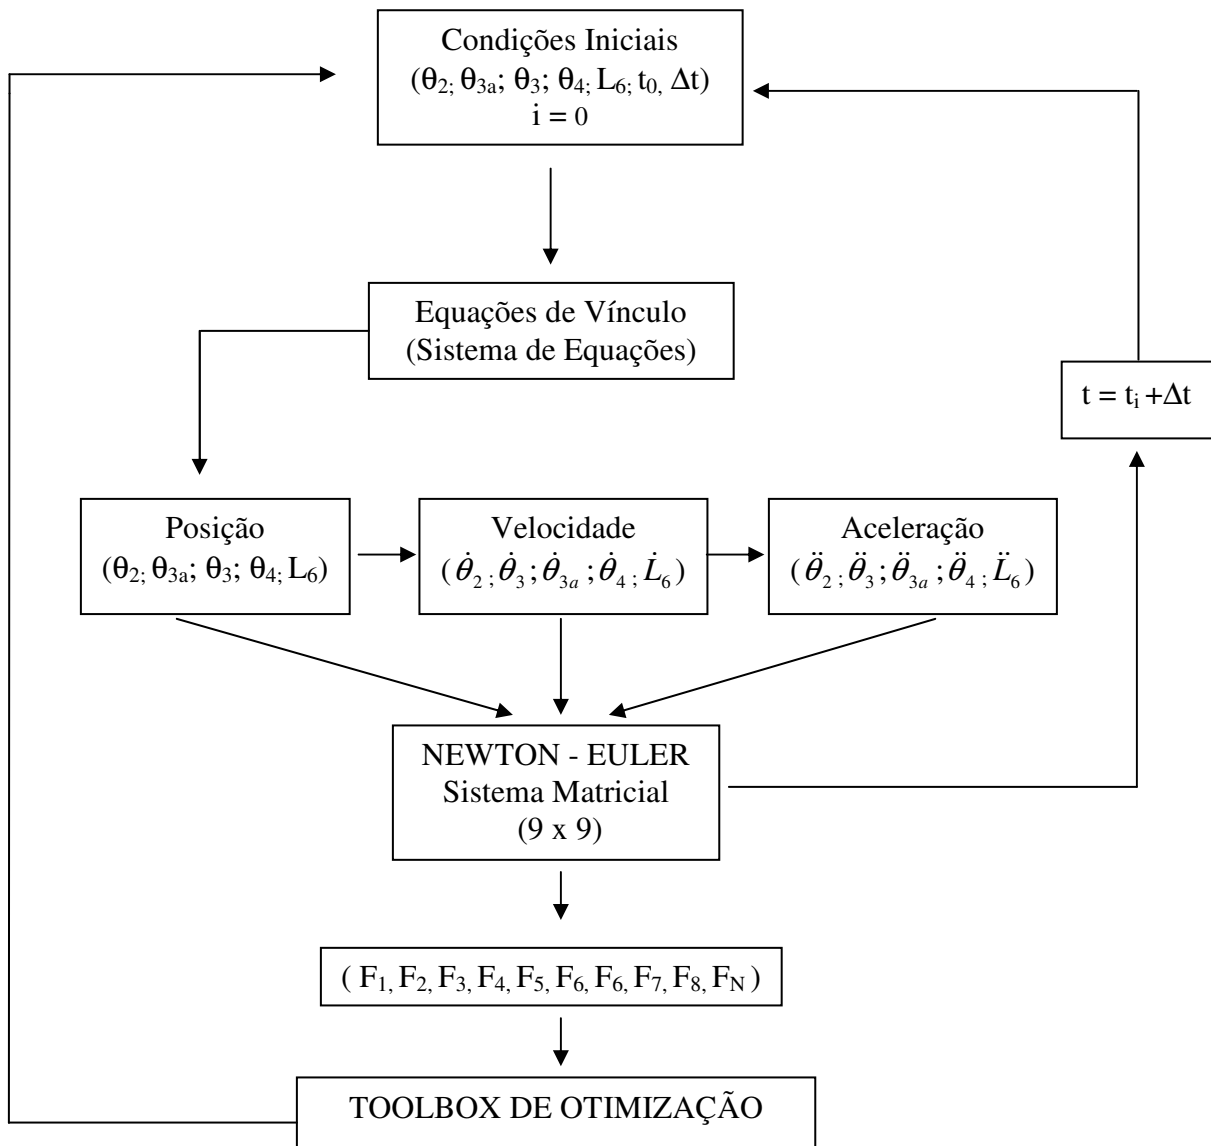 Condições Iniciais
(θ₂; θ₃ₐ; θ₃; θ₄; L₆; t₀, Δt)
i = 0
Equações de Vínculo
(Sistema de Equações)
t = tᵢ +Δt
Posição
(θ₂; θ₃ₐ; θ₃; θ₄; L₆)
Velocidade
(θ̇₂ ; θ̇₃ ; θ̇₃ₐ ; θ̇₄ ; L̇₆)
Aceleração
(θ̈₂ ; θ̈₃ ; θ̈₃ₐ ; θ̈₄ ; L̈₆)
NEWTON - EULER
Sistema Matricial
(9 x 9)
( F₁, F₂, F₃, F₄, F₅, F₆, F₆, F₇, F₈, F_N )
TOOLBOX DE OTIMIZAÇÃO